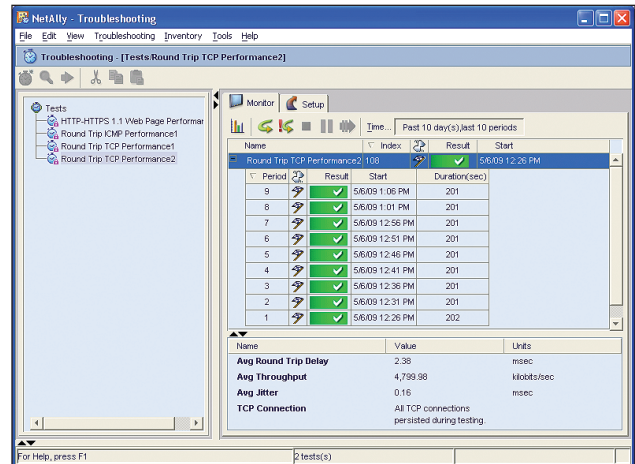 NetAlly - Troubleshooting
File Edit View Troubleshooting Inventory Tools Help
Troubleshooting - [Tests:Round Trip TCP Performance2]
Tests
HTTP-HTTPS 1.1 Web Page Performar
Round Trip ICMP Performance1
Round Trip TCP Performance1
Round Trip TCP Performance2
Monitor Setup
Time... Past 10 day(s),last 10 periods
Name Index Result Start
Round Trip TCP Performance2 108 5/6/09 12:26 PM
Period Result Start Duration(sec)
9 5/6/09 1:06 PM 201
8 5/6/09 1:01 PM 201
7 5/6/09 12:56 PM 201
6 5/6/09 12:51 PM 201
5 5/6/09 12:46 PM 201
4 5/6/09 12:41 PM 201
3 5/6/09 12:36 PM 201
2 5/6/09 12:31 PM 201
1 5/6/09 12:26 PM 202
Name Value Units
Avg Round Trip Delay 2.38 msec
Avg Throughput 4,799.98 kilobits/sec
Avg Jitter 0.16 msec
TCP Connection All TCP connections
persisted during testing.
For Help, press F1 2 tests(s)